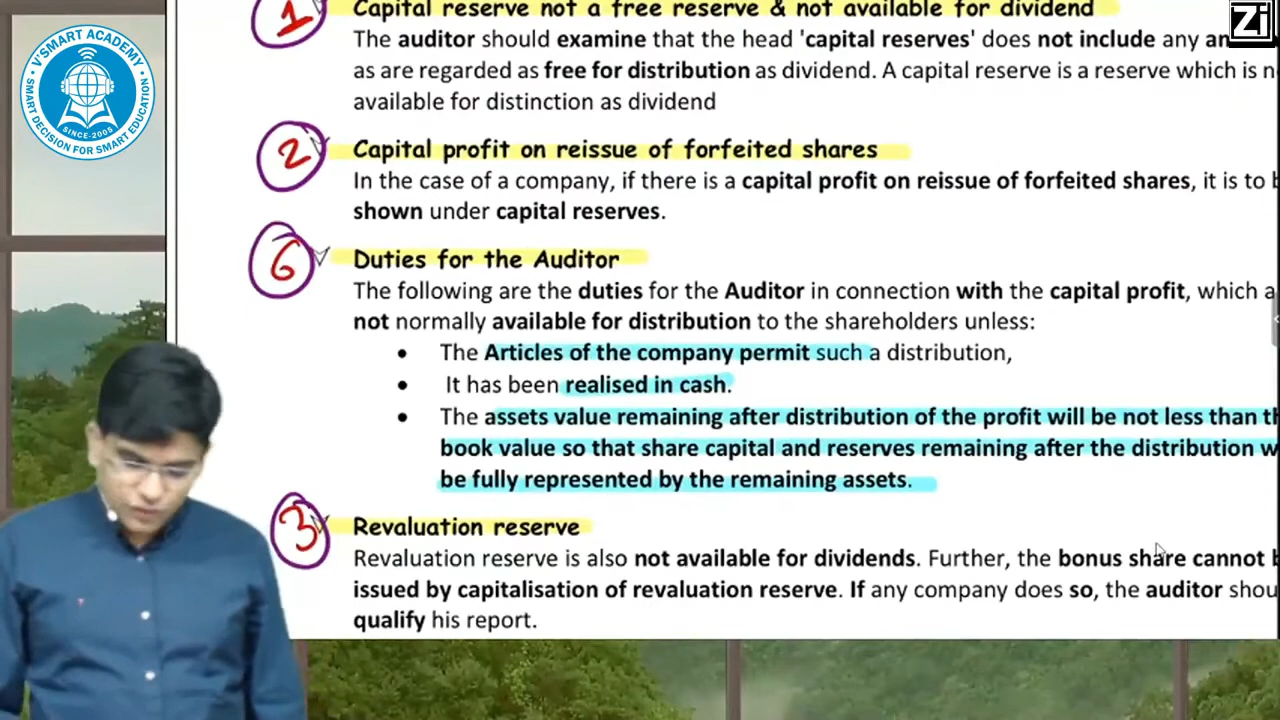 V'SMART ACADEMY
SINCE-2005
SMART DECISION FOR SMART EDUCATION
Zi
1 Capital reserve not a free reserve & not available for dividend
The auditor should examine that the head 'capital reserves' does not include any
as are regarded as free for distribution as dividend. A capital reserve is a reserve which is
available for distinction as dividend
2 Capital profit on reissue of forfeited shares
In the case of a company, if there is a capital profit on reissue of forfeited shares, it is to
shown under capital reserves.
6 Duties for the Auditor
The following are the duties for the Auditor in connection with the capital profit, which
not normally available for distribution to the shareholders unless:
• The Articles of the company permit such a distribution,
• It has been realised in cash.
• The assets value remaining after distribution of the profit will be not less than
book value so that share capital and reserves remaining after the distribution
be fully represented by the remaining assets.
3 Revaluation reserve
Revaluation reserve is also not available for dividends. Further, the bonus share cannot
issued by capitalisation of revaluation reserve. If any company does so, the auditor
qualify his report.